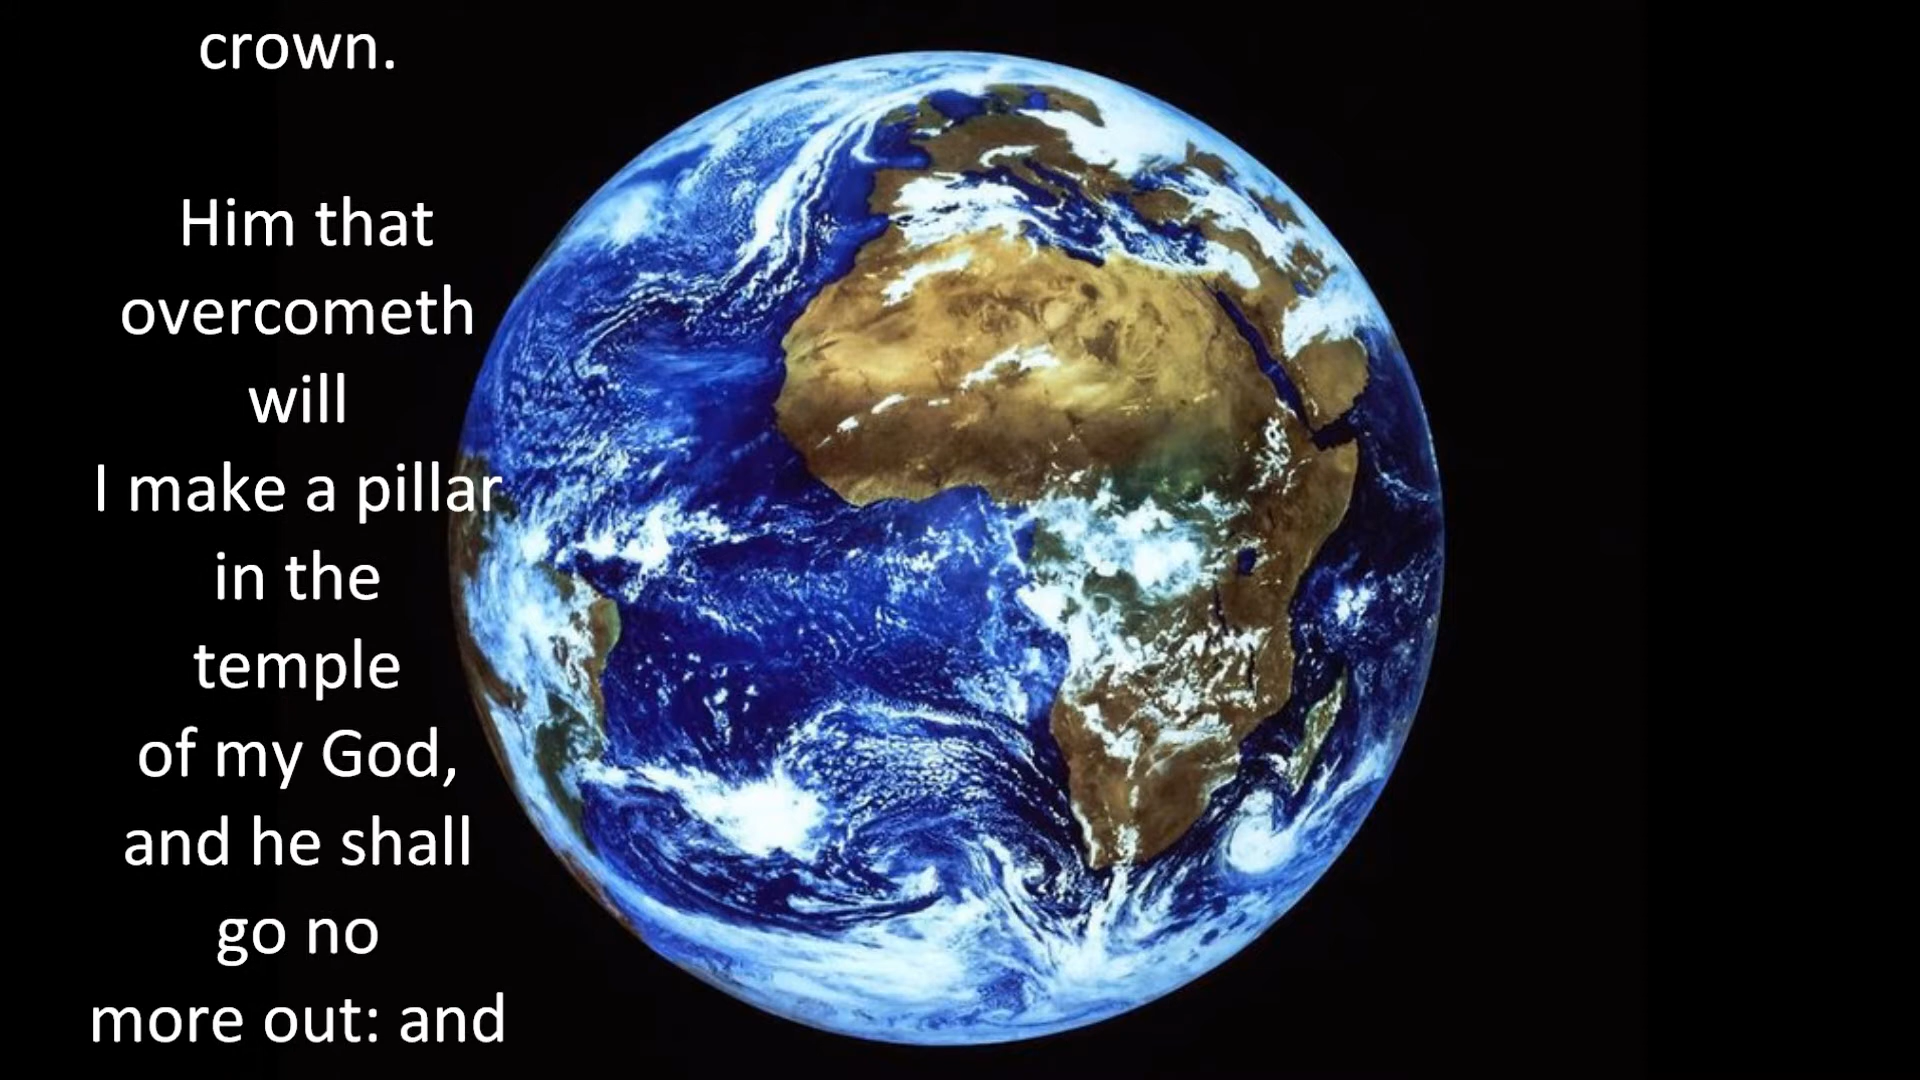 crown.
Him that
overcometh
will
I make a pillar
in the
temple
of my God,
and he shall
go no
more out: and